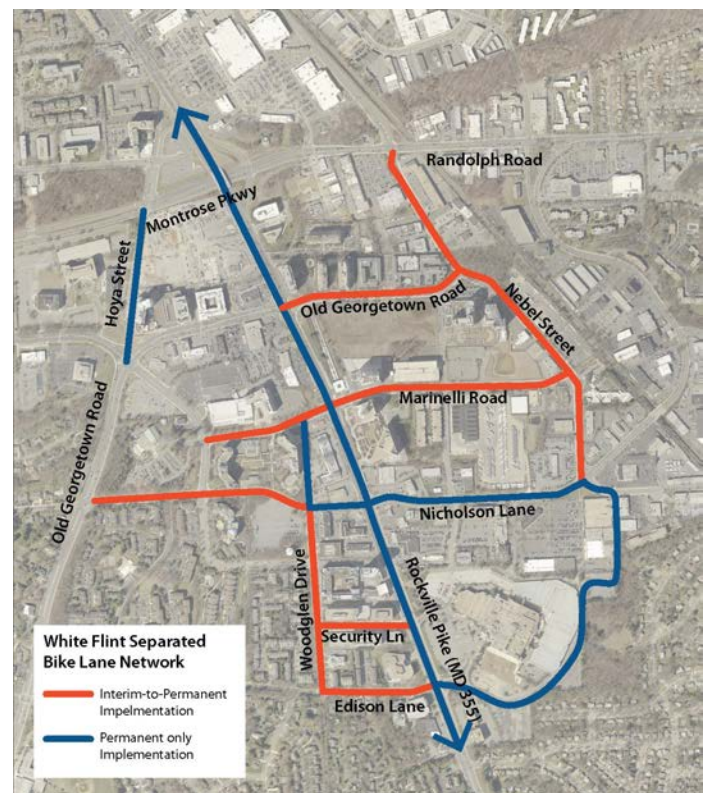 Randolph Road
Montrose Pkwy
Hoya Street
Old Georgetown Road
Nebel Street
Marinelli Road
Old Georgetown Road
Nicholson Lane
Woodglen Drive
Rockville Pike (MD 355)
Security Ln
Edison Lane
White Flint Separated
Bike Lane Network
Interim-to-Permanent
Impelmentation
Permanent only
Implementation